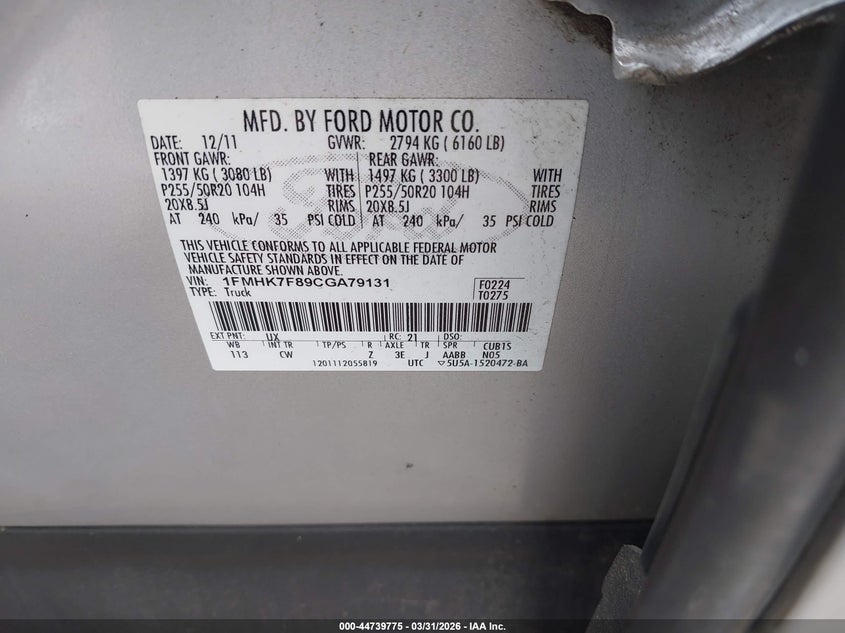 MFD. BY FORD MOTOR CO.
DATE: 12/11 GVWR: 2794 KG ( 6160 LB)
FRONT GAWR: REAR GAWR:
1397 KG ( 3080 LB) WITH 1497 KG ( 3300 LB) WITH
P255/50R20 104H TIRES P255/50R20 104H TIRES
20X8.5J RIMS 20X8.5J RIMS
AT 240 kPa/ 35 PSI COLD AT 240 kPa/ 35 PSI COLD
THIS VEHICLE CONFORMS TO ALL APPLICABLE FEDERAL MOTOR
VEHICLE SAFETY STANDARDS IN EFFECT ON THE DATE OF
MANUFACTURE SHOWN ABOVE.
VIN: 1FMHK7F89CGA79131 F0224
TYPE: Truck T0275
EXT PNT: UX RC: 21 DSO:
WB INT TR TP/PS R AXLE TR SPR CUB15
113 CW Z 3E J AABB N05
1201112055819 UTC ▽5U5A-1520472-BA
000-44739775 - 03/31/2026 - IAA Inc.